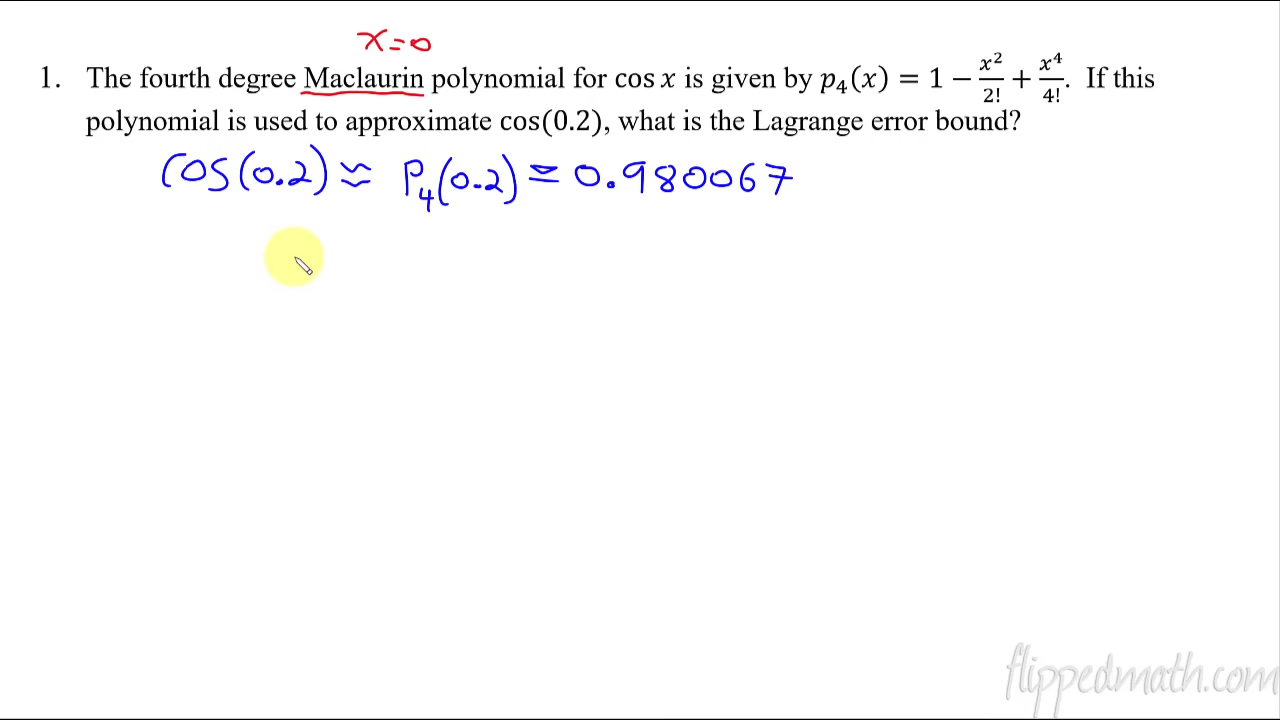 x=0
1. The fourth degree Maclaurin polynomial for cos x is given by p₄(x) = 1 − x²/2! + x⁴/4!. If this
polynomial is used to approximate cos(0.2), what is the Lagrange error bound?
cos(0.2) ≈ P₄(0.2) = 0.980067
flippedmath.com